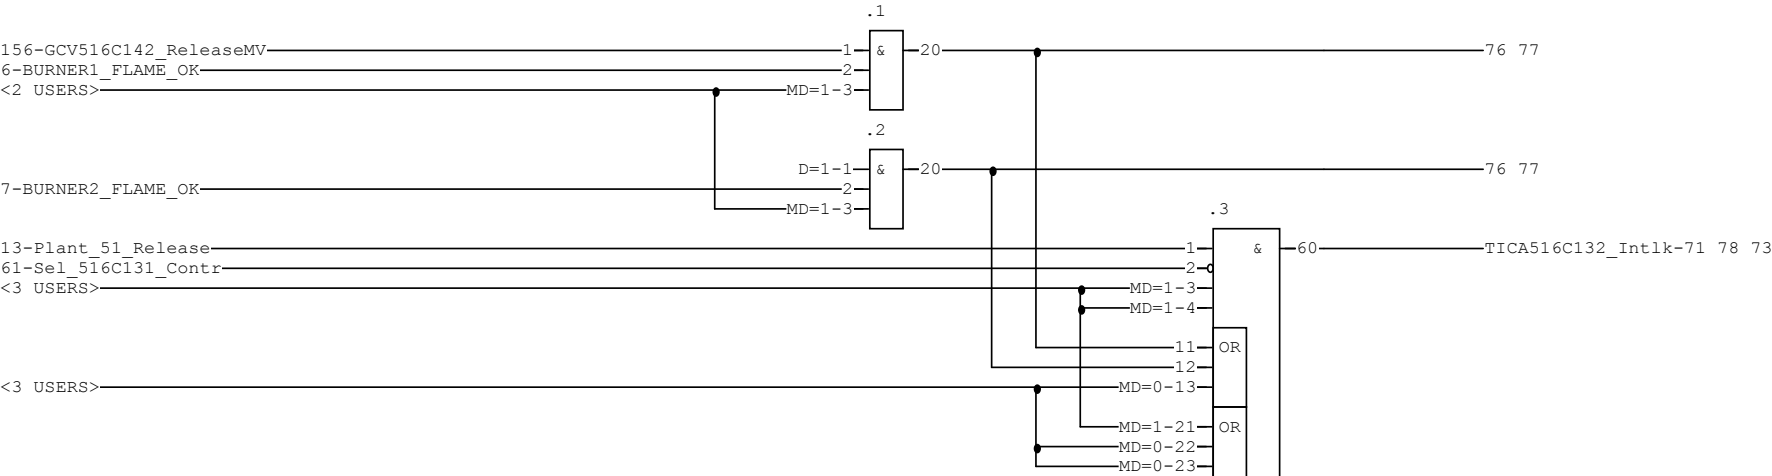 .1
156-GCV516C142_ReleaseMV 1 & 20 76 77
6-BURNER1_FLAME_OK 2
<2 USERS> MD=1-3
.2
D=1-1 & 20 76 77
7-BURNER2_FLAME_OK 2
MD=1-3
.3
13-Plant_51_Release 1 & 60 TICA516C132_Intlk-71 78 73
61-Sel_516C131_Contr 2
<3 USERS> MD=1-3
MD=1-4
11 OR
12
<3 USERS> MD=0-13
MD=1-21 OR
MD=0-22
MD=0-23